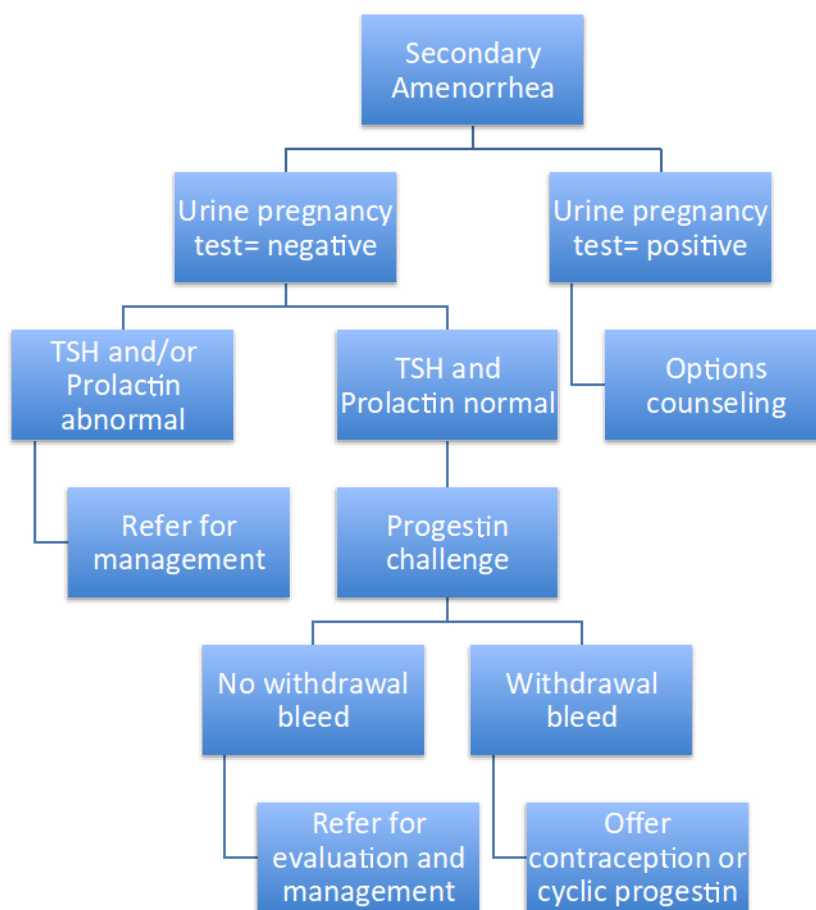 Secondary
Amenorrhea
Urine pregnancy
test= negative
Urine pregnancy
test= positive
TSH and/or
Prolactin
abnormal
TSH and
Prolactin normal
Options
counseling
Refer for
management
Progestin
challenge
No withdrawal
bleed
Withdrawal
bleed
Refer for
evaluation and
management
Offer
contraception or
cyclic progestin